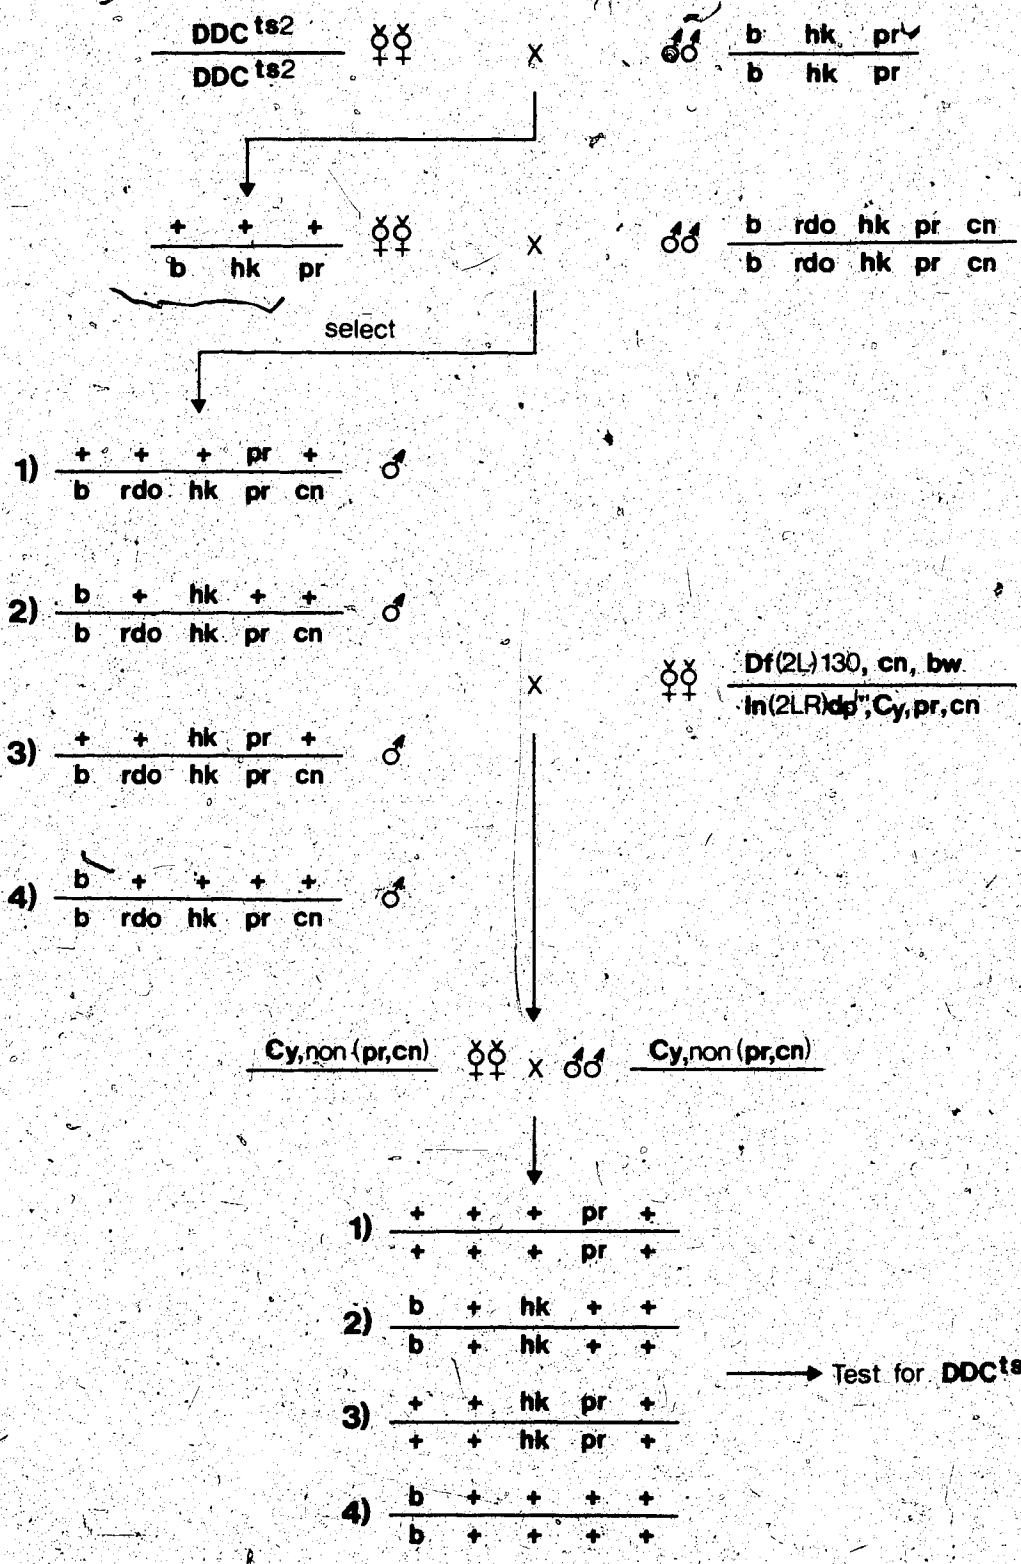 DDC ts2 ☿☿ X ♂♂ b hk pr
DDC ts2 b hk pr
+ + + ☿☿ X ♂♂ b rdo hk pr cn
b hk pr b rdo hk pr cn
select
1) + + + pr + ♂
b rdo hk pr cn
2) b + hk + + ♂
b rdo hk pr cn
X ☿☿ Df(2L)130, cn, bw
In(2LR) Cy,pr,cn
3) + + hk pr + ♂
b rdo hk pr cn
4) b + + + + ♂
b rdo hk pr cn
Cy,non (pr,cn) ☿☿ X ♂♂ Cy,non (pr,cn)
1) + + + pr +
+ + + pr +
2) b + hk + +
b + hk + +
Test for DDC ts
3) + + hk pr +
+ + hk pr +
4) b + + + +
b + + + +